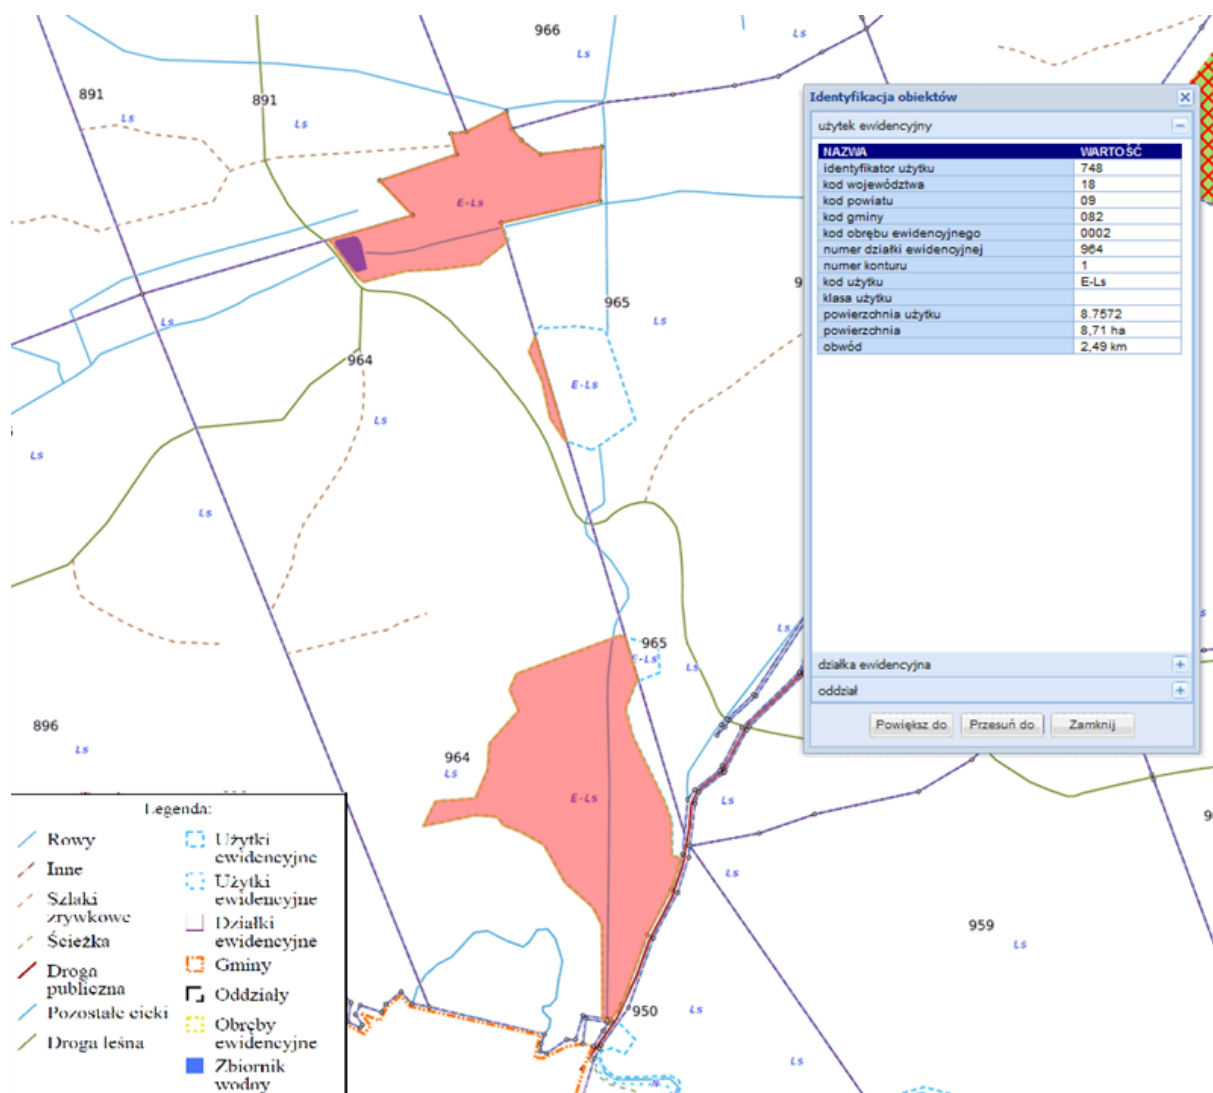 966
Ls
Ls
891
891
Ls
Ls
E-Ls
965
Ls
Ls
964
E-Ls
Ls
Ls
Ls
Ls
965
E-Ls
Ls
896
Ls
964
Ls
E-Ls
Ls
Ls
959
Ls
950
Ls
Ls
Identyfikacja obiektów
użytek ewidencyjny
NAZWA WARTOŚĆ
identyfikator użytku 748
kod województwa 18
kod powiatu 09
kod gminy 082
kod obrębu ewidencyjnego 0002
numer działki ewidencyjnej 964
numer konturu 1
kod użytku E-Ls
klasa użytku
powierzchnia użytku 8.7572
powierzchnia 8,71 ha
obwód 2,49 km
działka ewidencyjna
oddział
Powiększ do Przesuń do Zamknij
Legenda:
Rowy
Inne
Szlaki
zrywkowe
Ścieżka
Droga
publiczna
Pozostałe cieki
Droga leśna
Użytki
ewidencyjne
Użytki
ewidencyjne
Działki
ewidencyjne
Gminy
Oddziały
Obręby
ewidencyjne
Zbiornik
wodny